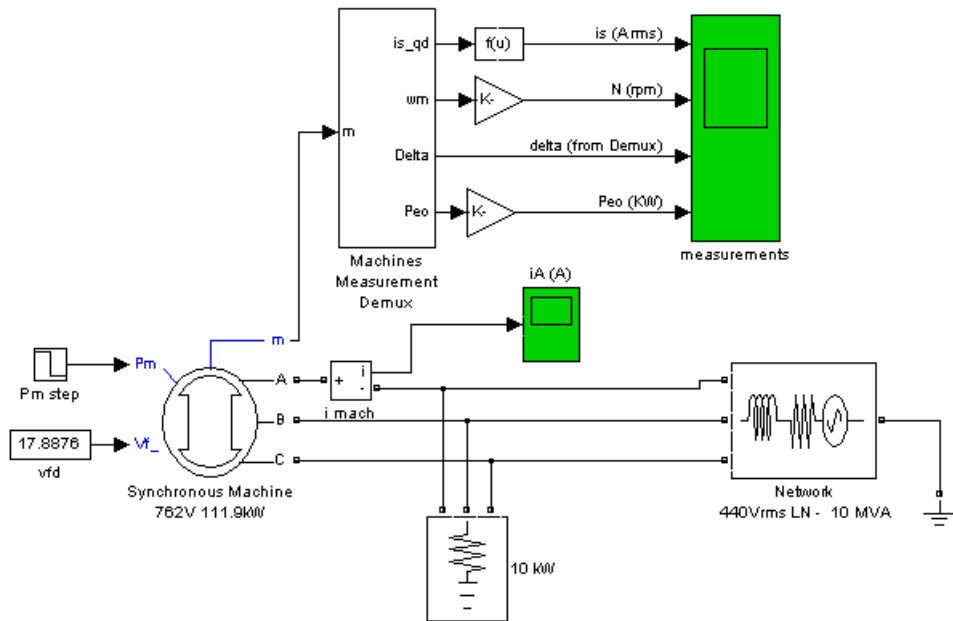 is_qd
f(u)
is (A rms)
wm
K-
N (rpm)
m
Delta
delta (from Demux)
Peo
K-
Peo (KW)
Machines
Measurement
Demux
measurements
iA (A)
m
Pm
Pm step
A
+
i
-
i mach
B
17.8876
vfd
Vf_
C
Synchronous Machine
762V 111.9kW
Network
440Vrms LN - 10 MVA
10 kW